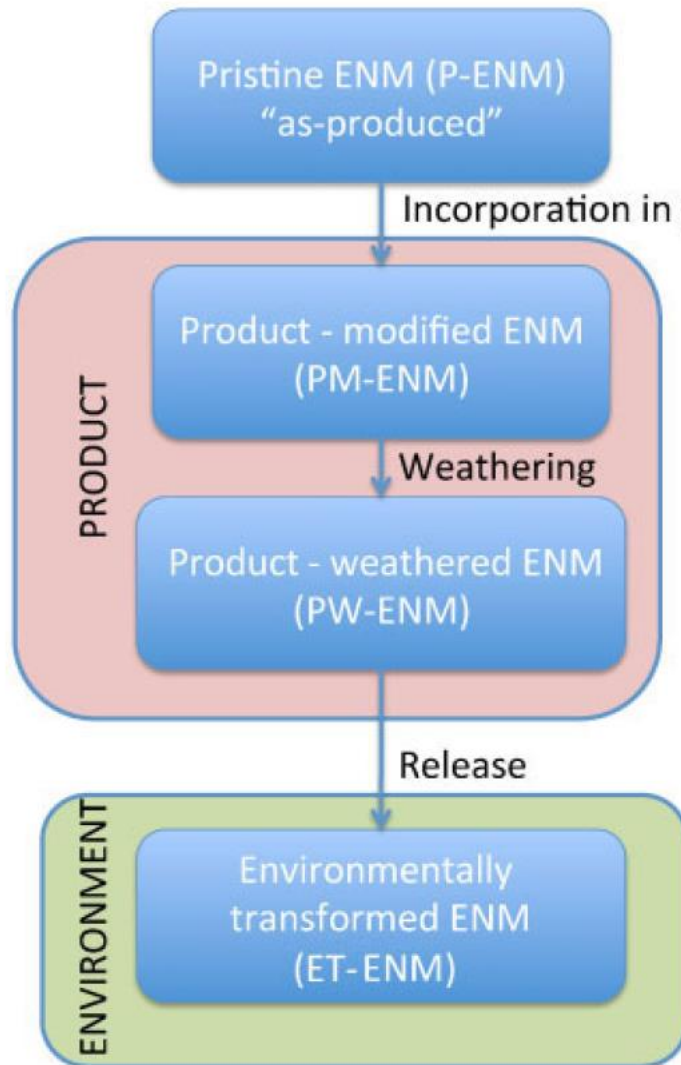 Pristine ENM (P-ENM)
“as-produced”
Incorporation in
PRODUCT
Product - modified ENM
(PM-ENM)
Weathering
Product - weathered ENM
(PW-ENM)
Release
ENVIRONMENT
Environmentally
transformed ENM
(ET-ENM)